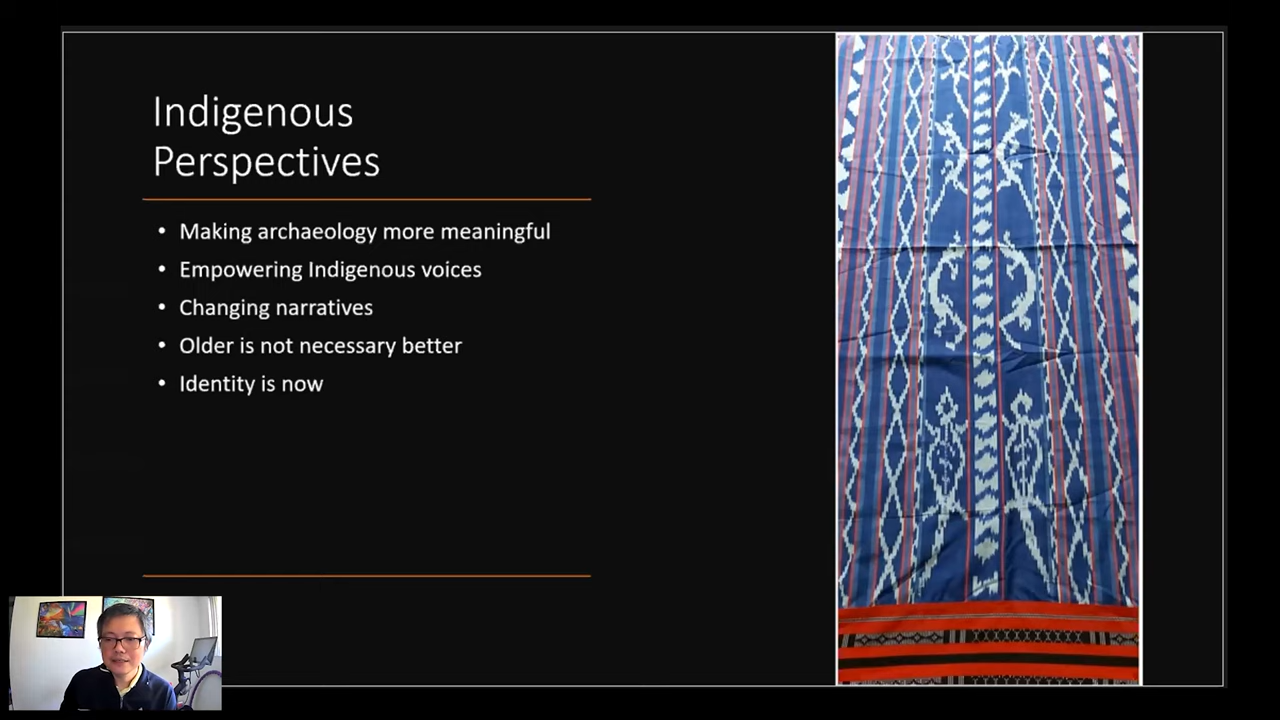 Indigenous
Perspectives
• Making archaeology more meaningful
• Empowering Indigenous voices
• Changing narratives
• Older is not necessary better
• Identity is now